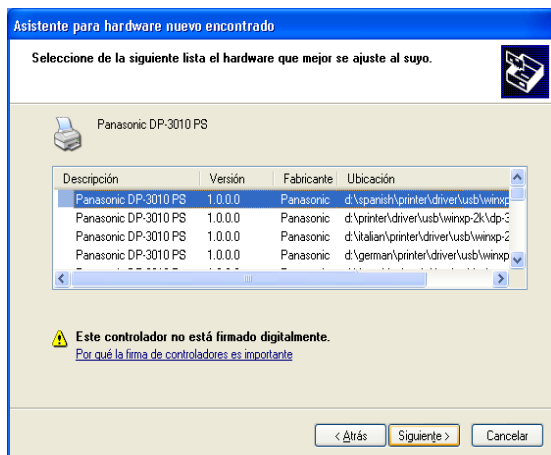 Asistente para hardware nuevo encontrado
Seleccione de la siguiente lista el hardware que mejor se ajuste al suyo.
Panasonic DP-3010 PS
Descripción Versión Fabricante Ubicación
Panasonic DP-3010 PS 1.0.0.0 Panasonic d:\spanish\printer\driver\usb\winxp
Panasonic DP-3010 PS 1.0.0.0 Panasonic d:\printer\driver\usb\winxp-2k\dp-3
Panasonic DP-3010 PS 1.0.0.0 Panasonic d:\italian\printer\driver\usb\winxp-2
Panasonic DP-3010 PS 1.0.0.0 Panasonic d:\german\printer\driver\usb\winxp
Este controlador no está firmado digitalmente.
Por qué la firma de controladores es importante
< Atrás Siguiente > Cancelar